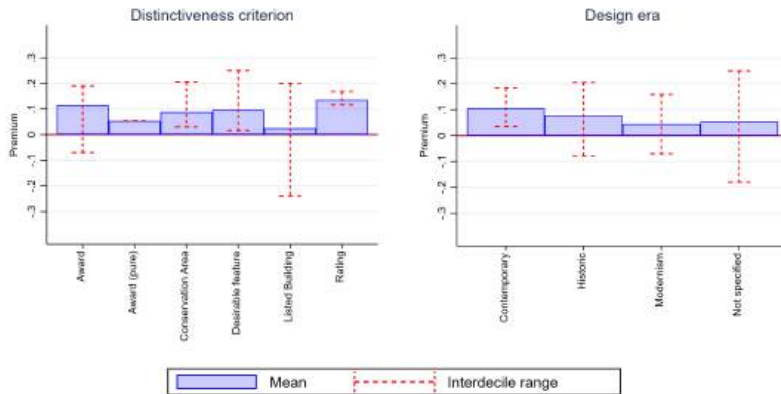 Distinctiveness criterion
Premium
.3
.2
.1
0
-.1
-.2
-.3
Award
Award (pure)
Conservation Area
Desirable feature
Listed Building
Rating
Design era
Premium
.3
.2
.1
0
-.1
-.2
-.3
Contemporary
Historic
Modernism
Not specified
Mean
Interdecile range